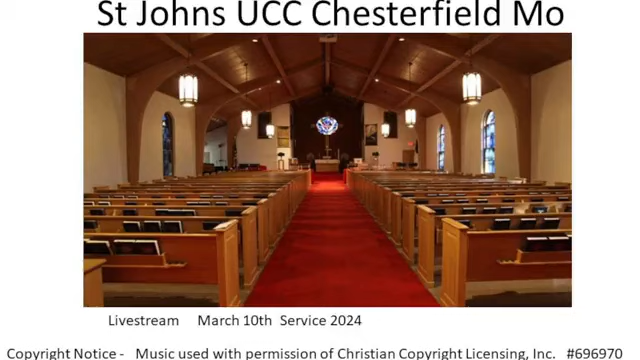 St Johns UCC Chesterfield Mo
Livestream March 10th Service 2024
Copyright Notice - Music used with permission of Christian Copyright Licensing, Inc. #696970